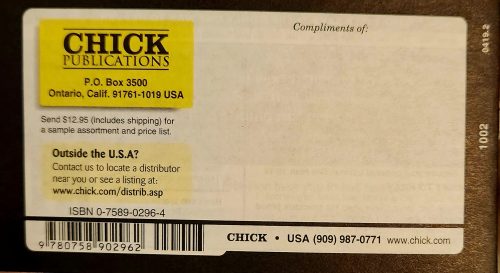 CHICK
PUBLICATIONS
P.O. Box 3500
Ontario, Calif. 91761-1019 USA
Send $12.95 (includes shipping) for
a sample assortment and price list.
Outside the U.S.A?
Contact us to locate a distributor
near you or see a listing at:
www.chick.com/distrib.asp
ISBN 0-7589-0296-4
9 780758 902962
Compliments of:
CHICK • USA (909) 987-0771 www.chick.com
0419.2
1002